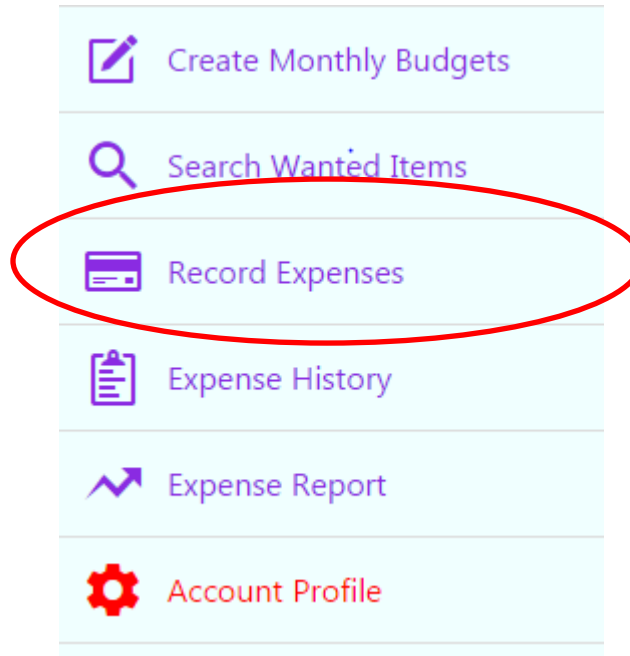 Create Monthly Budgets
Search Wanted Items
Record Expenses
Expense History
Expense Report
Account Profile